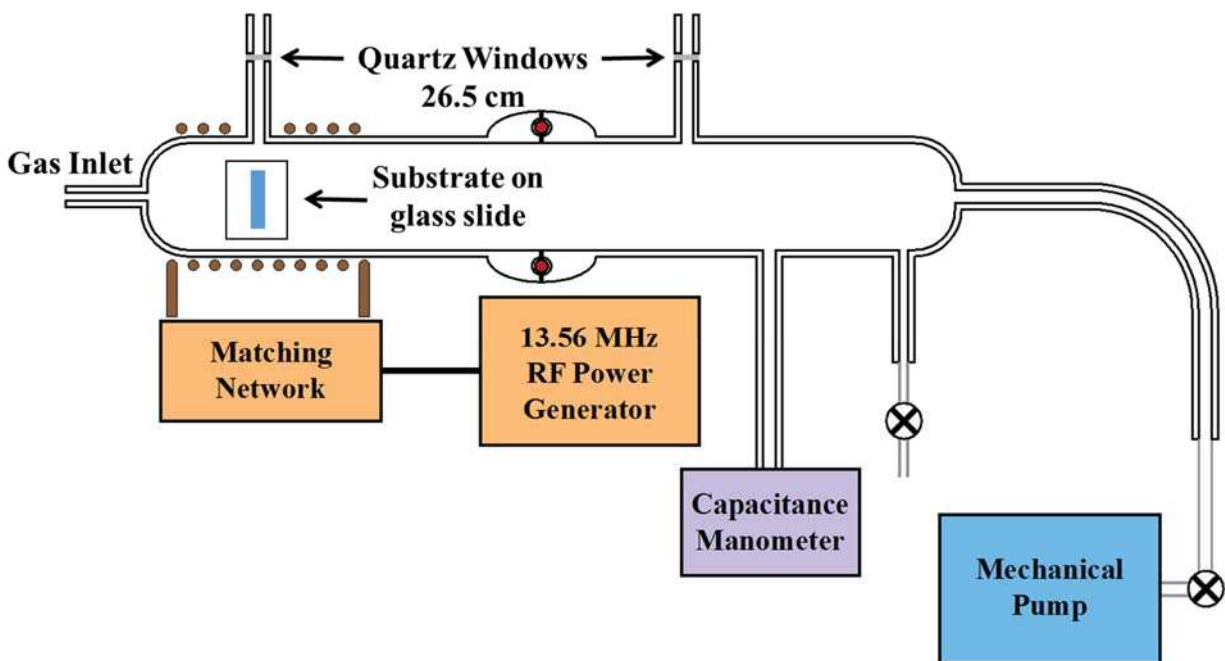 Quartz Windows
26.5 cm
Gas Inlet
Substrate on
glass slide
Matching
Network
13.56 MHz
RF Power
Generator
Capacitance
Manometer
Mechanical
Pump